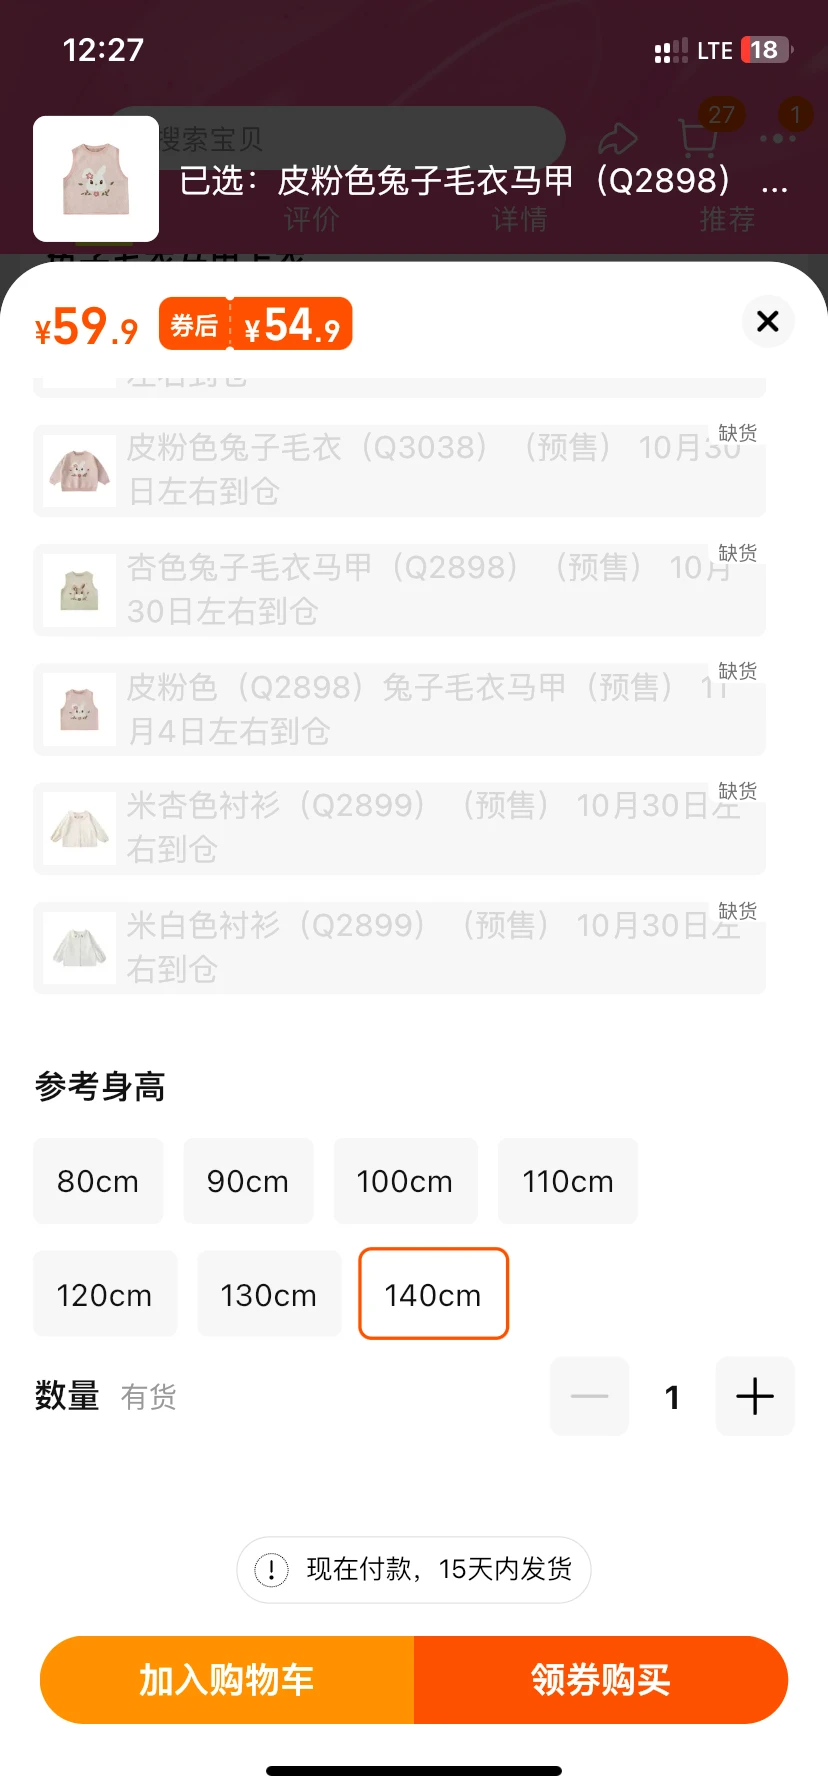 12:27
LTE 18
搜索宝贝
27
1
已选：皮粉色兔子毛衣马甲（Q2898） ...
评价 详情 推荐
¥59.9 券后 ¥54.9
左右到仓
缺货
皮粉色兔子毛衣（Q3038）（预售） 10月30
日左右到仓
缺货
杏色兔子毛衣马甲（Q2898）（预售） 10月
30日左右到仓
缺货
皮粉色（Q2898）兔子毛衣马甲（预售） 11
月4日左右到仓
缺货
米杏色衬衫（Q2899）（预售） 10月30日左
右到仓
缺货
米白色衬衫（Q2899）（预售） 10月30日左
右到仓
参考身高
80cm 90cm 100cm 110cm
120cm 130cm 140cm
数量 有货 1
现在付款，15天内发货
加入购物车 领券购买